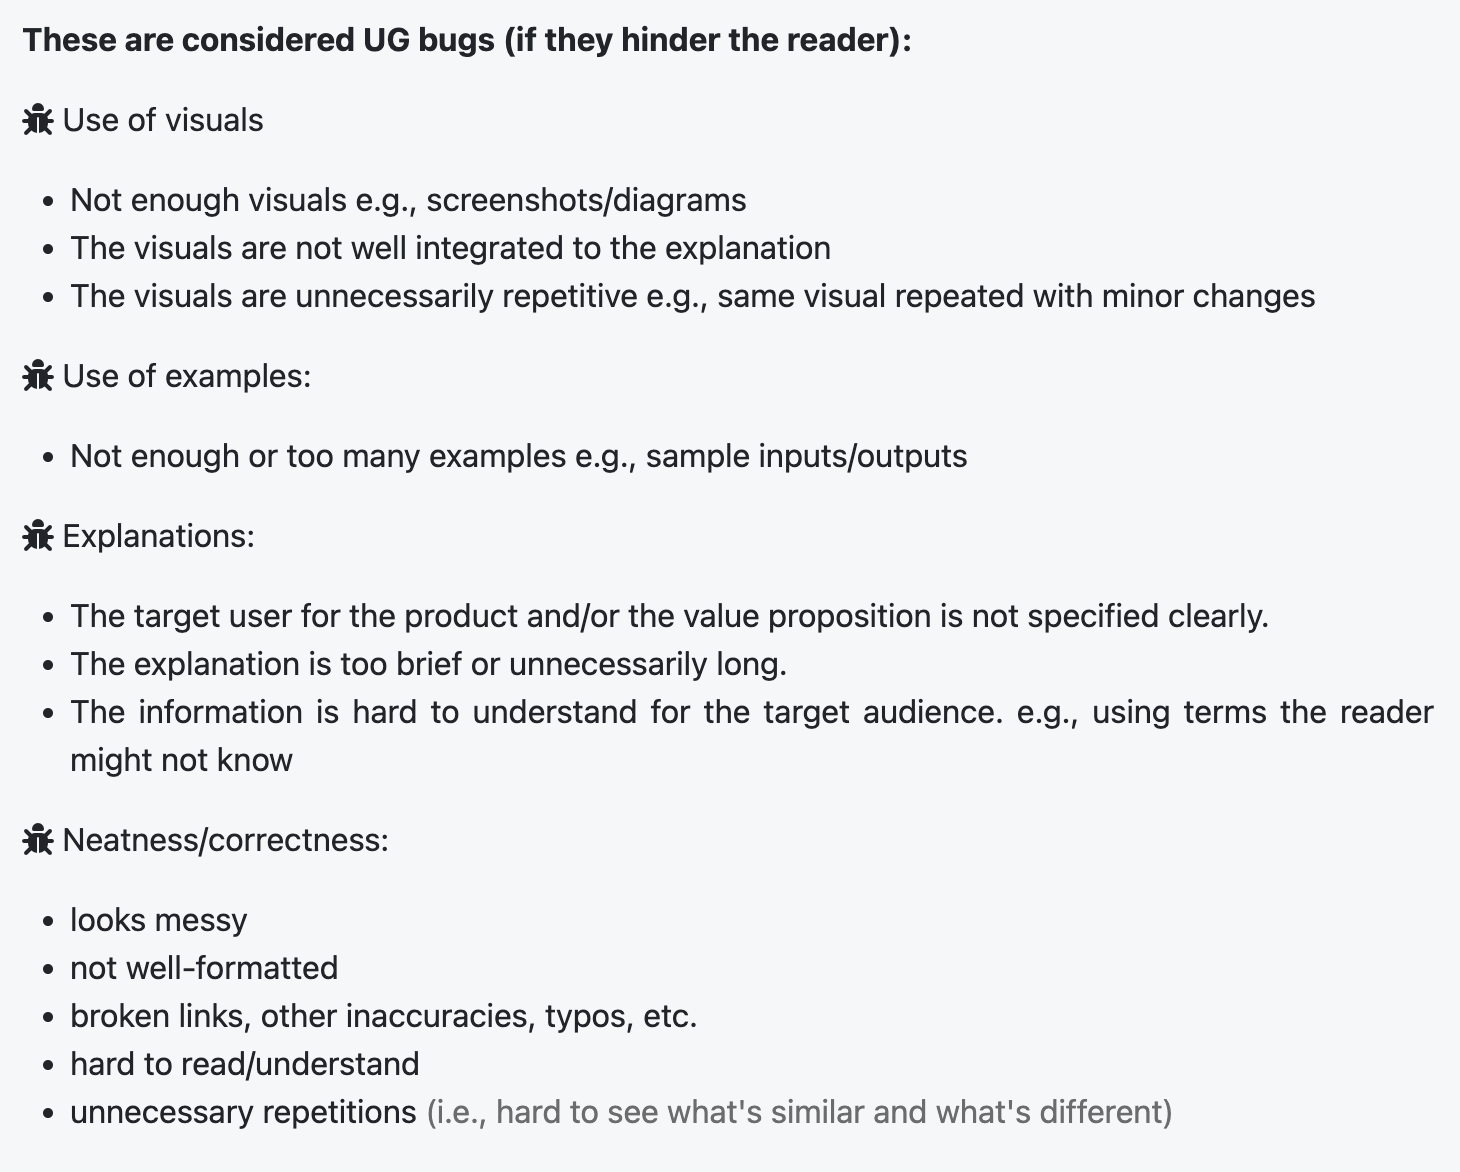 These are considered UG bugs (if they hinder the reader):
Use of visuals
• Not enough visuals e.g., screenshots/diagrams
• The visuals are not well integrated to the explanation
• The visuals are unnecessarily repetitive e.g., same visual repeated with minor changes
Use of examples:
• Not enough or too many examples e.g., sample inputs/outputs
Explanations:
• The target user for the product and/or the value proposition is not specified clearly.
• The explanation is too brief or unnecessarily long.
• The information is hard to understand for the target audience. e.g., using terms the reader
might not know
Neatness/correctness:
• looks messy
• not well-formatted
• broken links, other inaccuracies, typos, etc.
• hard to read/understand
• unnecessary repetitions (i.e., hard to see what's similar and what's different)